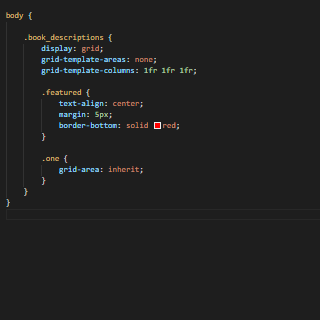 body {
.book_descriptions {
display: grid;
grid-template-areas: none;
grid-template-columns: 1fr 1fr 1fr;
.featured {
text-align: center;
margin: 5px;
border-bottom: solid red;
}
.one {
grid-area: inherit;
}
}
}